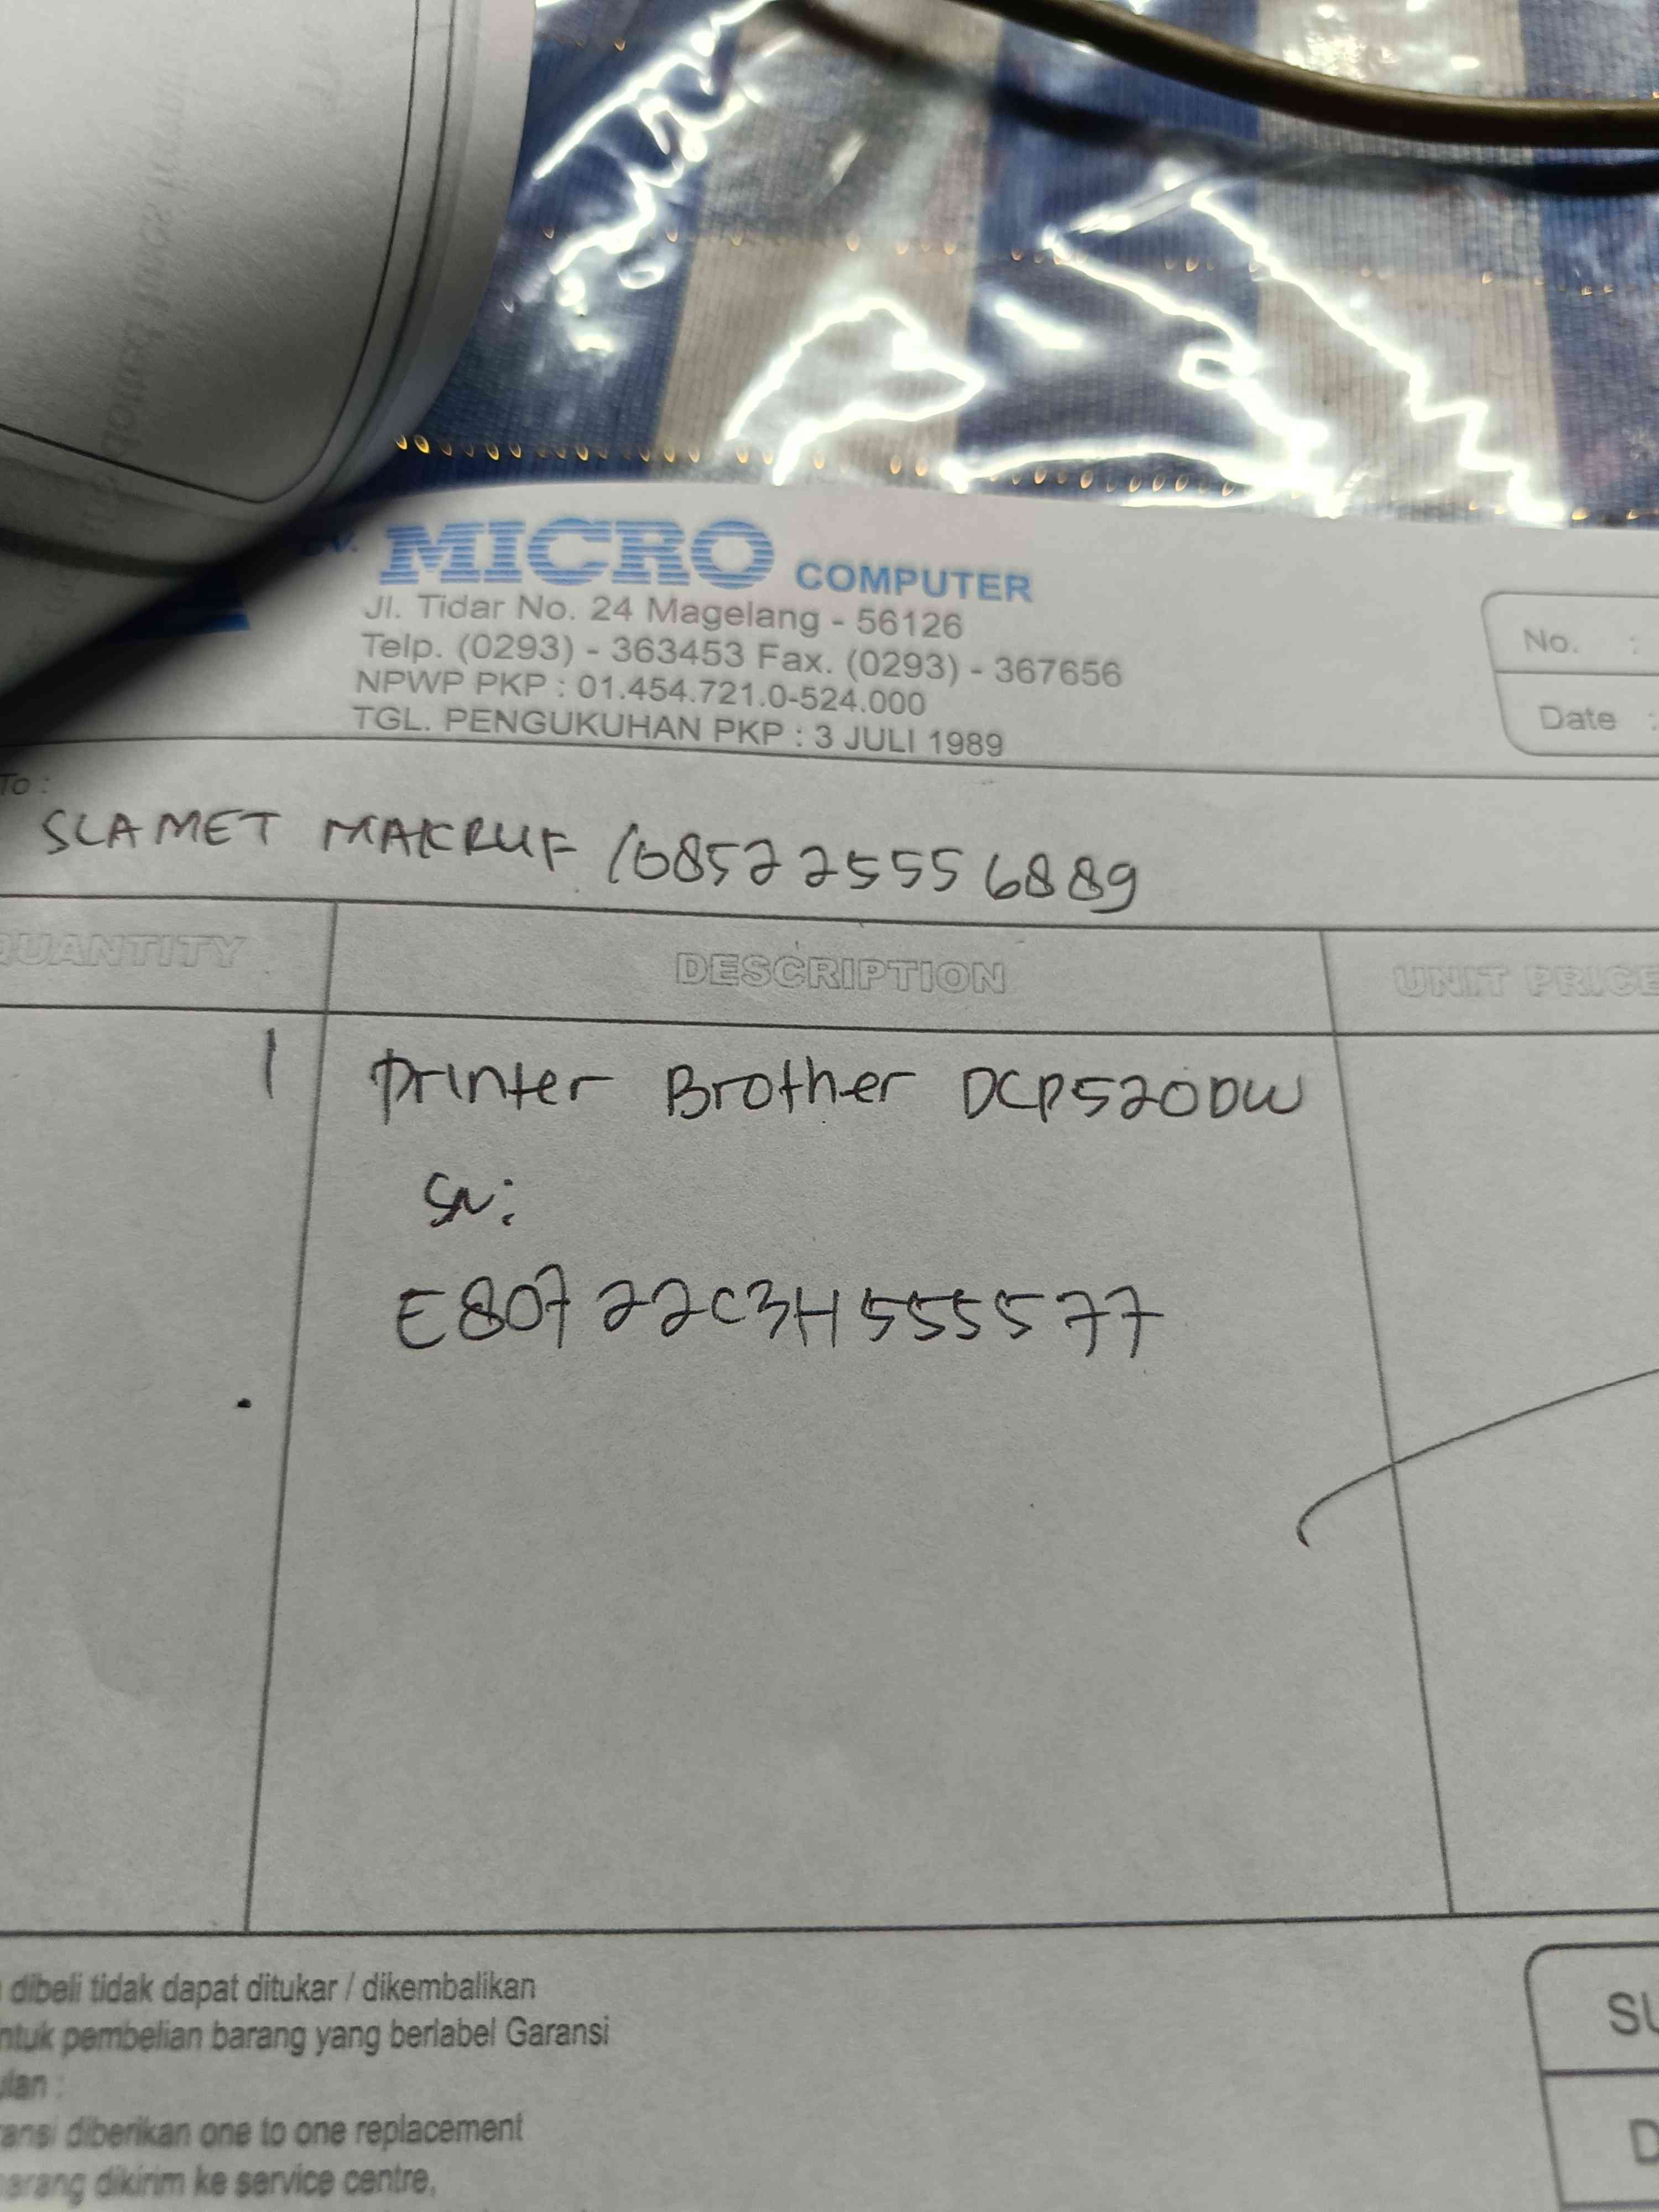 MICRO COMPUTER
Jl. Tidar No. 24 Magelang - 56126
Telp. (0293) - 363453 Fax. (0293) - 367656
NPWP PKP : 01.454.721.0-524.000
TGL. PENGUKUHAN PKP : 3 JULI 1989
No. :
Date :
To :
SLAMET MAKRUF / 085225556889
QUANTITY DESCRIPTION UNIT PRICE
1 Printer Brother DCP520DW
SN:
E80722C3H555577
dibeli tidak dapat ditukar / dikembalikan
pembelian barang yang berlabel Garansi
diberikan one to one replacement
dikirim ke service centre,